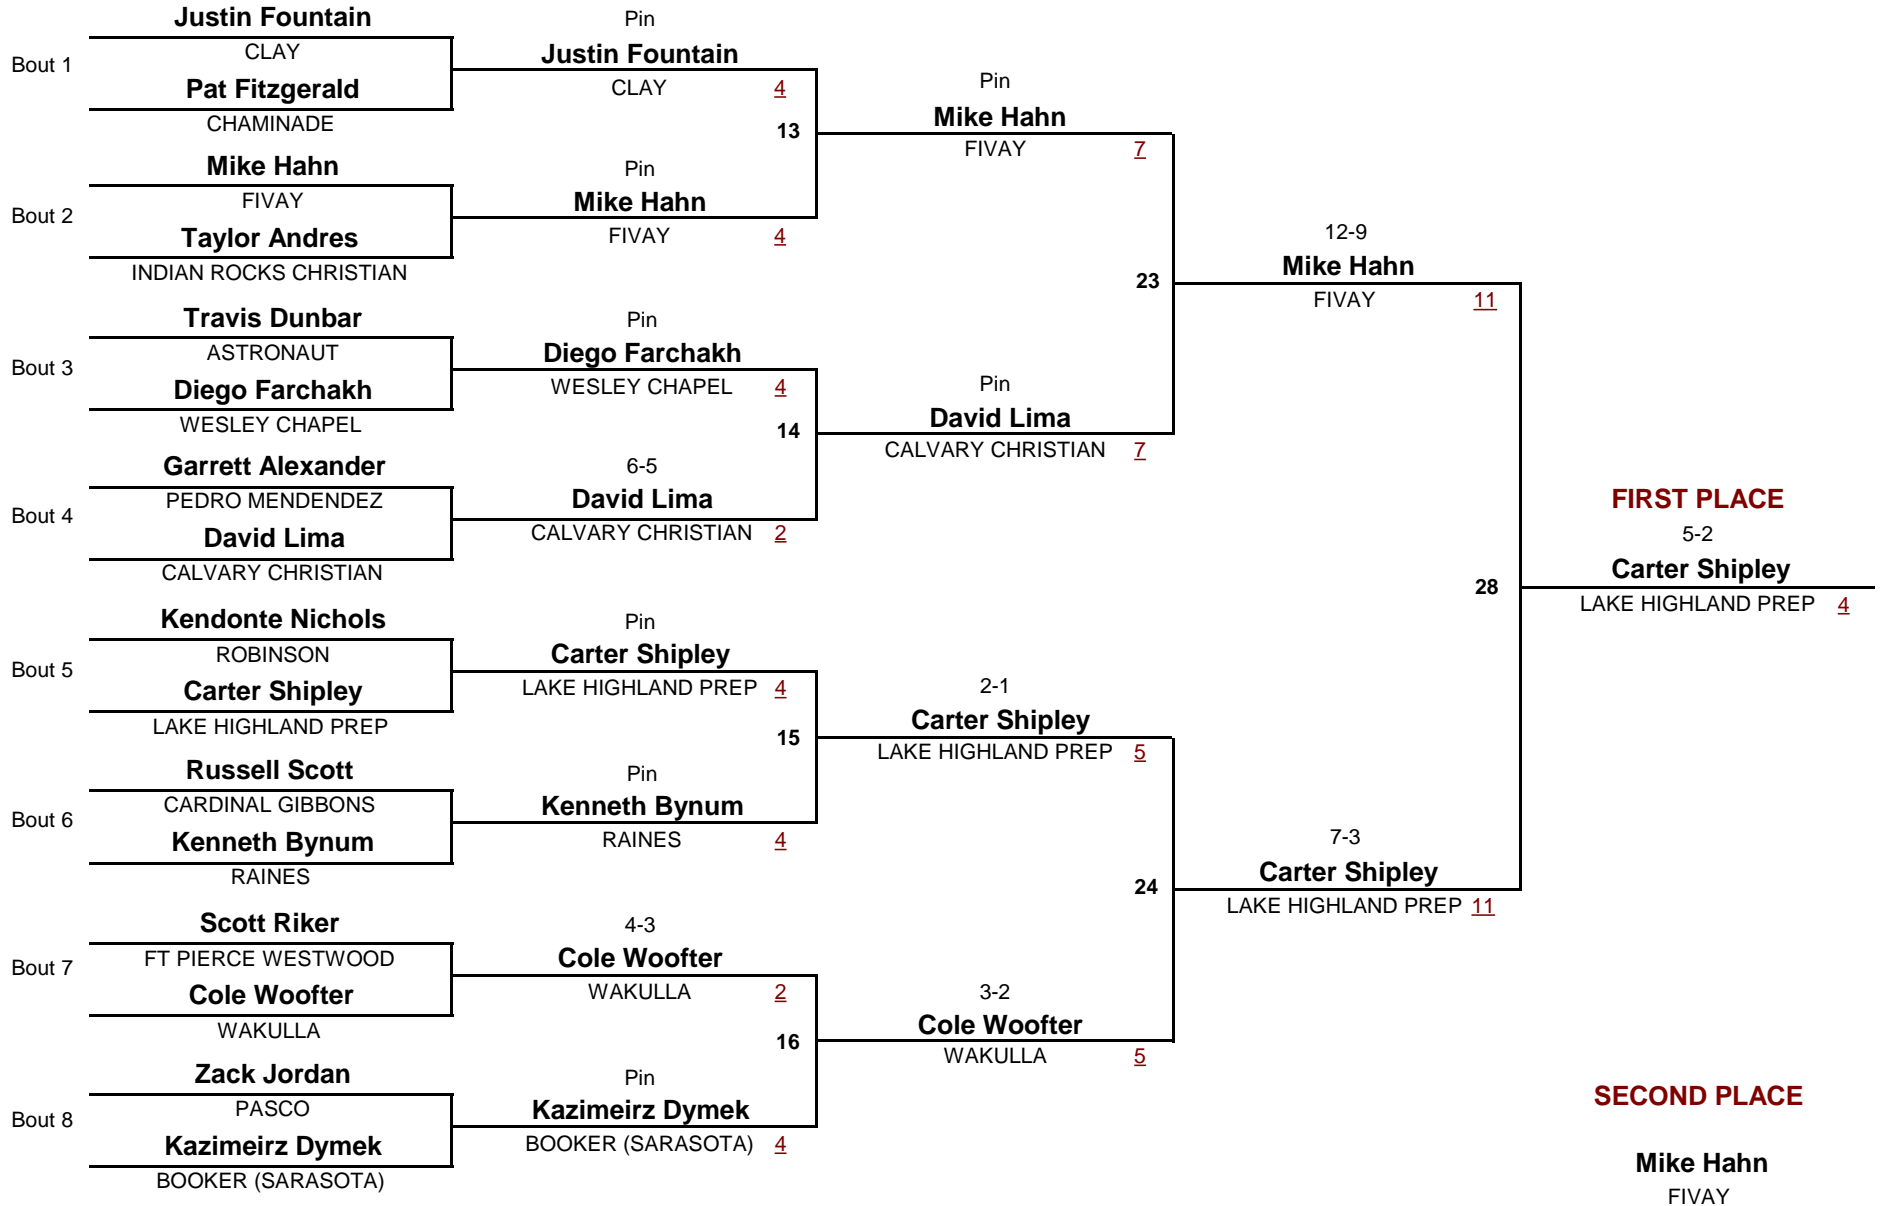 Justin Fountain
Bout 1
CLAY
Pat Fitzgerald
CHAMINADE
Mike Hahn
Bout 2
FIVAY
Taylor Andres
INDIAN ROCKS CHRISTIAN
Travis Dunbar
Bout 3
ASTRONAUT
Diego Farchakh
WESLEY CHAPEL
Garrett Alexander
Bout 4
PEDRO MENDENDEZ
David Lima
CALVARY CHRISTIAN
Kendonte Nichols
Bout 5
ROBINSON
Carter Shipley
LAKE HIGHLAND PREP
Russell Scott
Bout 6
CARDINAL GIBBONS
Kenneth Bynum
RAINES
Scott Riker
Bout 7
FT PIERCE WESTWOOD
Cole Woofter
WAKULLA
Zack Jordan
Bout 8
PASCO
Kazimeirz Dymek
BOOKER (SARASOTA)
Pin
Justin Fountain
CLAY 4
13
Pin
Mike Hahn
FIVAY 4
Pin
Diego Farchakh
WESLEY CHAPEL 4
14
6-5
David Lima
CALVARY CHRISTIAN 2
Pin
Carter Shipley
LAKE HIGHLAND PREP 4
15
Pin
Kenneth Bynum
RAINES 4
4-3
Cole Woofter
WAKULLA 2
16
Pin
Kazimeirz Dymek
BOOKER (SARASOTA) 4
Pin
Mike Hahn
FIVAY 7
23
Pin
David Lima
CALVARY CHRISTIAN 7
2-1
Carter Shipley
LAKE HIGHLAND PREP 5
24
3-2
Cole Woofter
WAKULLA 5
12-9
Mike Hahn
FIVAY 11
28
7-3
Carter Shipley
LAKE HIGHLAND PREP 11
FIRST PLACE
5-2
Carter Shipley
LAKE HIGHLAND PREP 4
SECOND PLACE
Mike Hahn
FIVAY